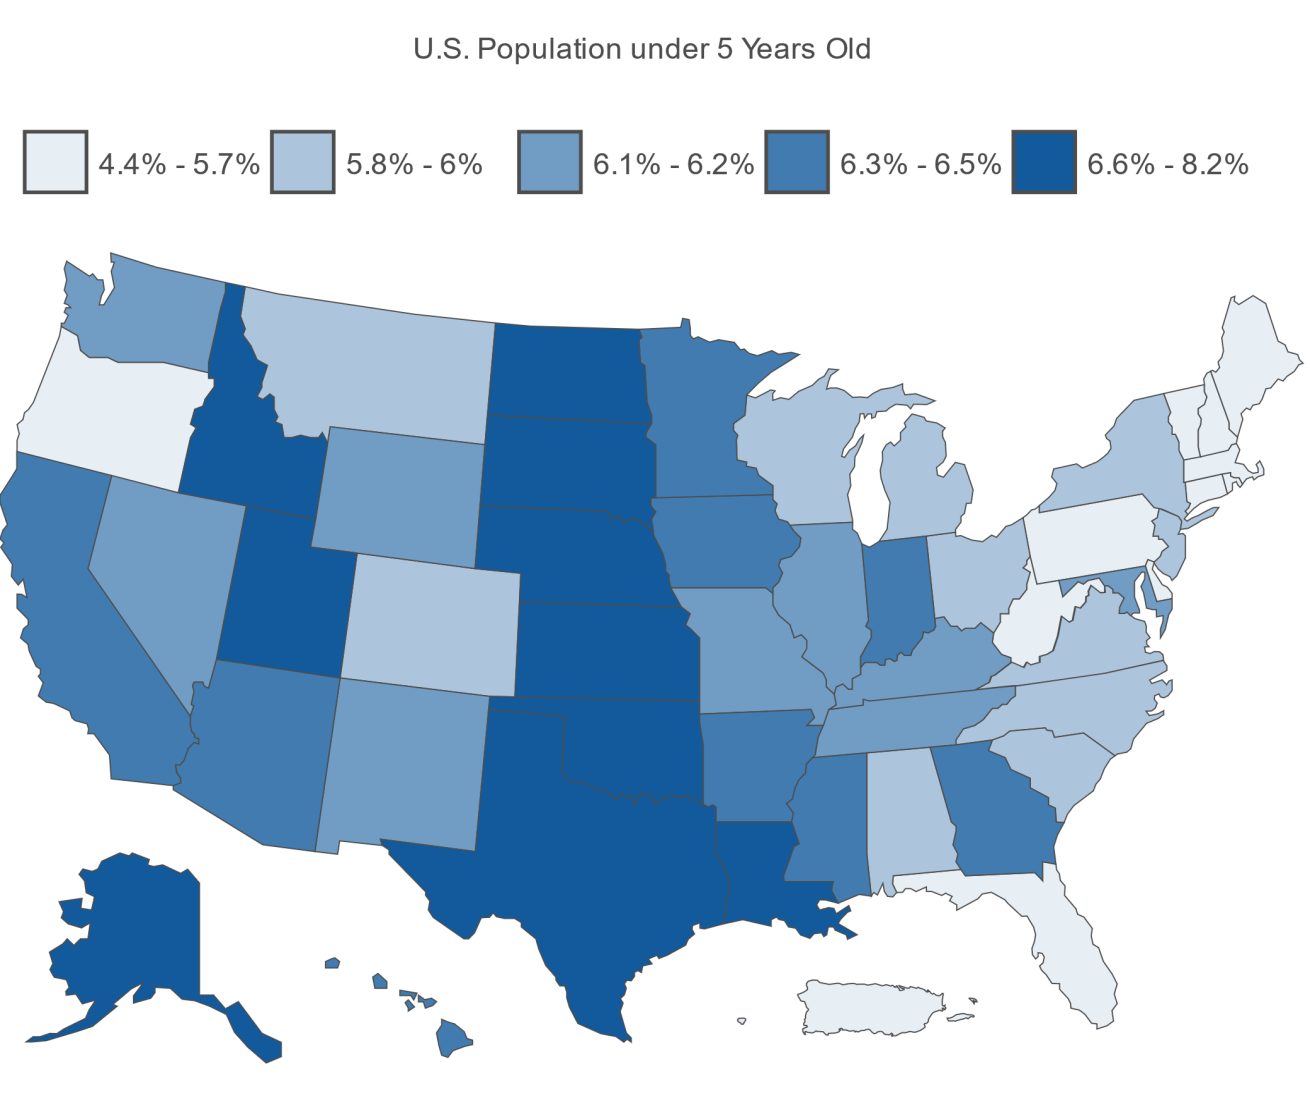 U.S. Population under 5 Years Old
4.4% - 5.7% 5.8% - 6% 6.1% - 6.2% 6.3% - 6.5% 6.6% - 8.2%